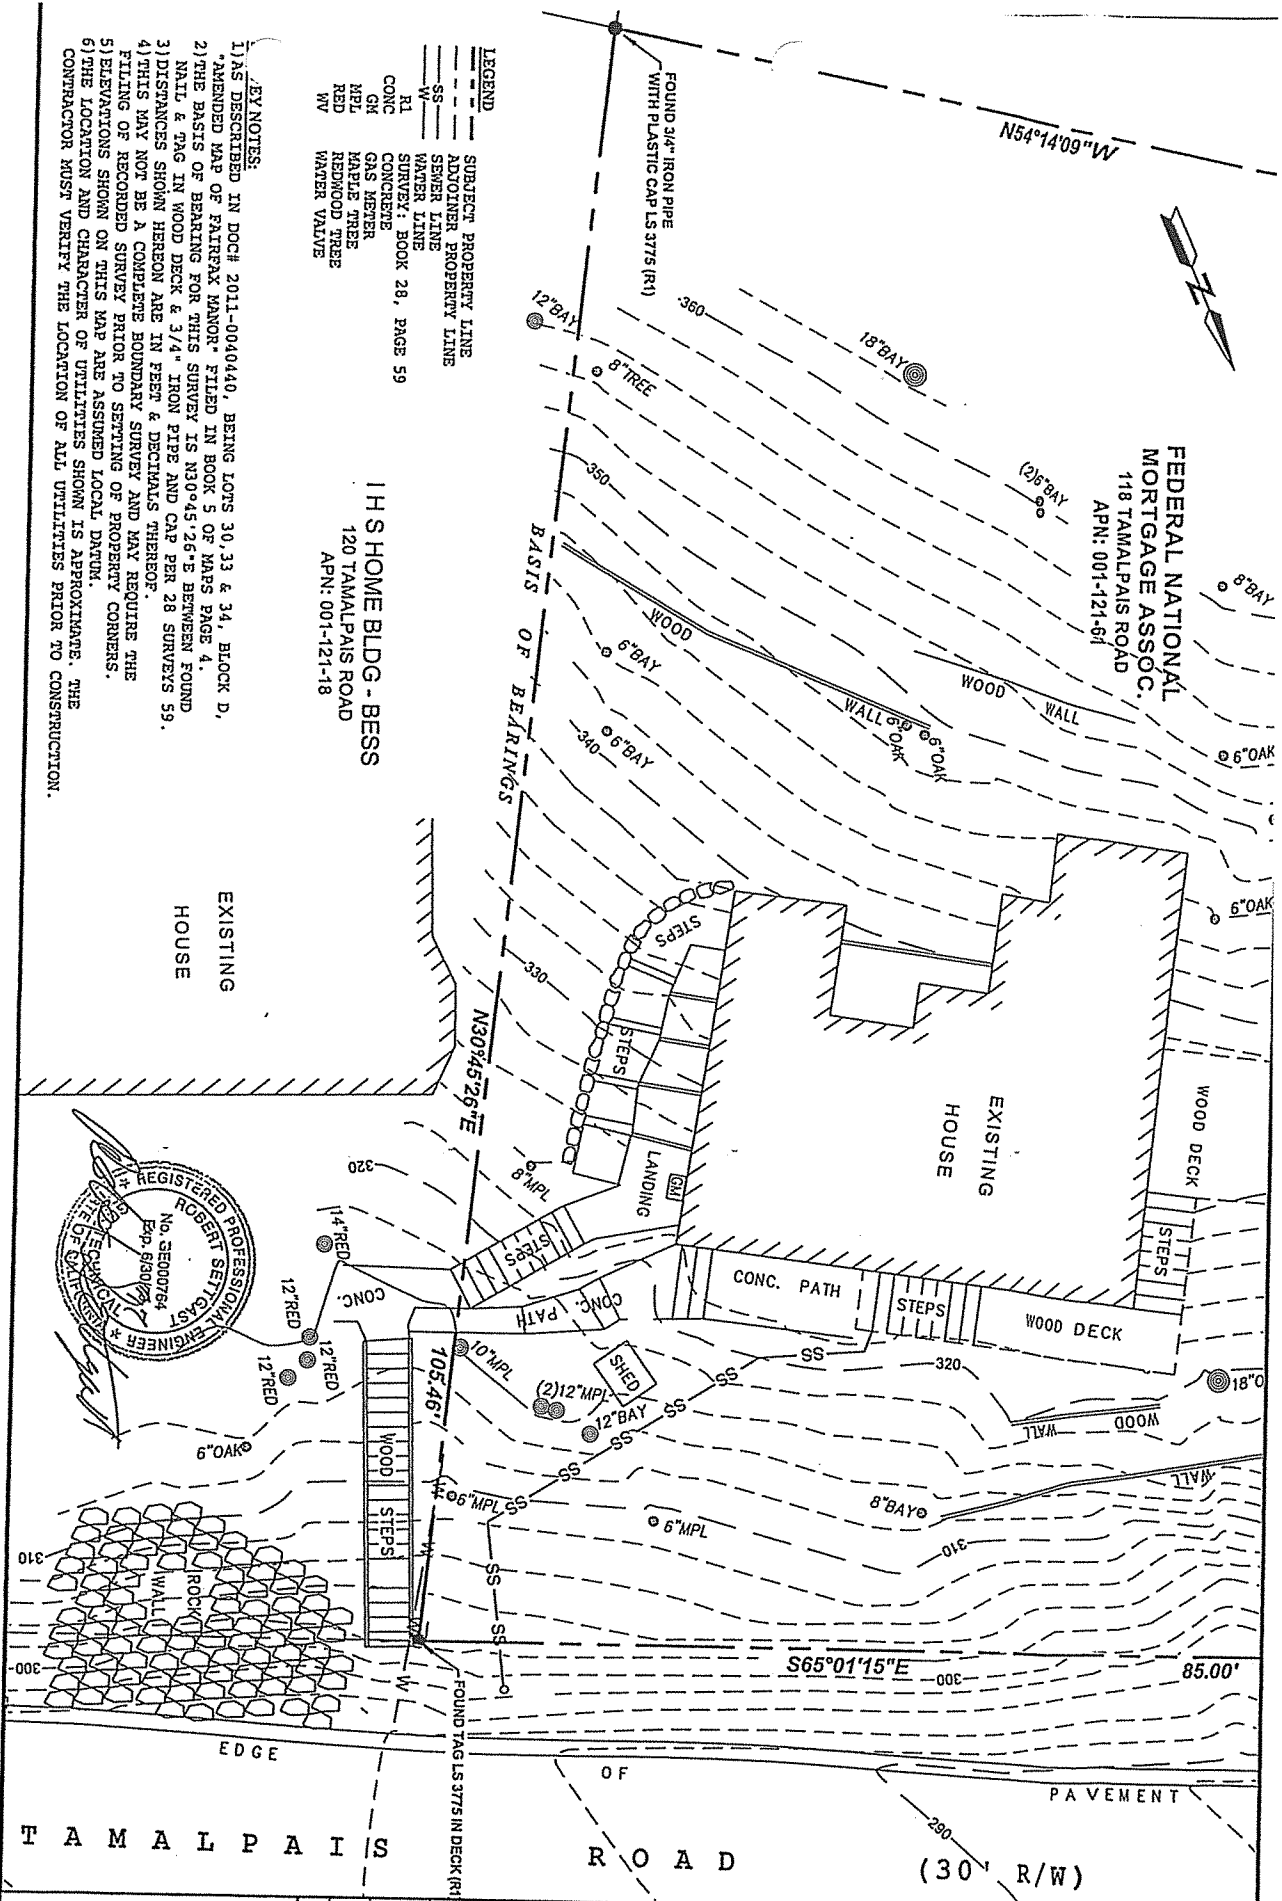 LEGEND
SUBJECT PROPERTY LINE
ADJOINER PROPERTY LINE
SS SEWER LINE
W WATER LINE
R1 SURVEY: BOOK 28, PAGE 59
CONC CONCRETE
GM GAS METER
MPL MAPLE TREE
RED REDWOOD TREE
WV WATER VALVE
EY NOTES:
1)AS DESCRIBED IN DOC# 2011-0040440, BEING LOTS 30,33 & 34, BLOCK D,
"AMENDED MAP OF FAIRFAX MANOR" FILED IN BOOK 5 OF MAPS PAGE 4.
2)THE BASIS OF BEARING FOR THIS SURVEY IS N30°45'26"E BETWEEN FOUND
NAIL & TAG IN WOOD DECK & 3/4" IRON PIPE AND CAP PER 28 SURVEYS 59.
3)DISTANCES SHOWN HEREON ARE IN FEET & DECIMALS THEREOF.
4)THIS MAY NOT BE A COMPLETE BOUNDARY SURVEY AND MAY REQUIRE THE
FILING OF RECORDED SURVEY PRIOR TO SETTING OF PROPERTY CORNERS.
5)ELEVATIONS SHOWN ON THIS MAP ARE ASSUMED LOCAL DATUM.
6)THE LOCATION AND CHARACTER OF UTILITIES SHOWN IS APPROXIMATE. THE
CONTRACTOR MUST VERIFY THE LOCATION OF ALL UTILITIES PRIOR TO CONSTRUCTION.
FOUND 3/4" IRON PIPE
WITH PLASTIC CAP LS 3775 (R1)
N54°14'09"W
N
FEDERAL NATIONAL
MORTGAGE ASSOC.
118 TAMALPAIS ROAD
APN: 001-121-61
I H S HOME BLDG - BESS
120 TAMALPAIS ROAD
APN: 001-121-18
12"BAY
8"TREE
360
18"BAY
(2)6"BAY
8"BAY
350
BASIS OF BEARINGS
WOOD
WALL
6"BAY
6"BAY
340
6"OAK
6"OAK
WOOD
WALL
6"OAK
6"OAK
330
STEPS
STEPS
LANDING
GM
EXISTING
HOUSE
EXISTING
HOUSE
WOOD DECK
STEPS
N30°45'26"E
320
8"MPL
14"RED
STEPS
CONC.
CONC.
PATH
CONC. PATH
STEPS
WOOD DECK
12"RED
12"RED
12"RED
10"MPL
(2)12"MPL
12"BAY
SHED
SS
SS
SS
SS
SS
SS
SS
SS
320
18"O
WOOD
WALL
WALL
105.46'
WOOD
STEPS
9"OAK
W
6"MPL
6"MPL
8"BAY
310
310
ROCK
WALL
W
W
W
300
300
S65°01'15"E
85.00'
FOUND TAG LS 3775 IN DECK (R1
EDGE
OF
PAVEMENT
290
TAMALPAIS
ROAD
(30' R/W)
REGISTERED PROFESSIONAL ENGINEER
ROBERT SETTGAST
No. GE000764